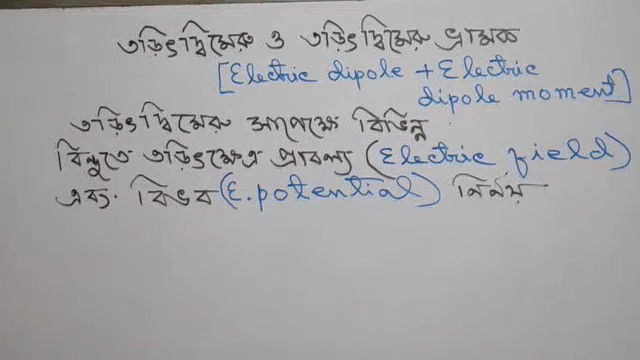 তড়িৎদ্বিমেরু ও তড়িৎদ্বিমেরু ভ্রামক
[Electric dipole + Electric
dipole moment]
তড়িৎদ্বিমেরু সাপেক্ষে বিভিন্ন
বিন্দুতে তড়িৎক্ষেত্র প্রাবল্য (Electric field)
এবং বিভব (E. potential) নির্নয়